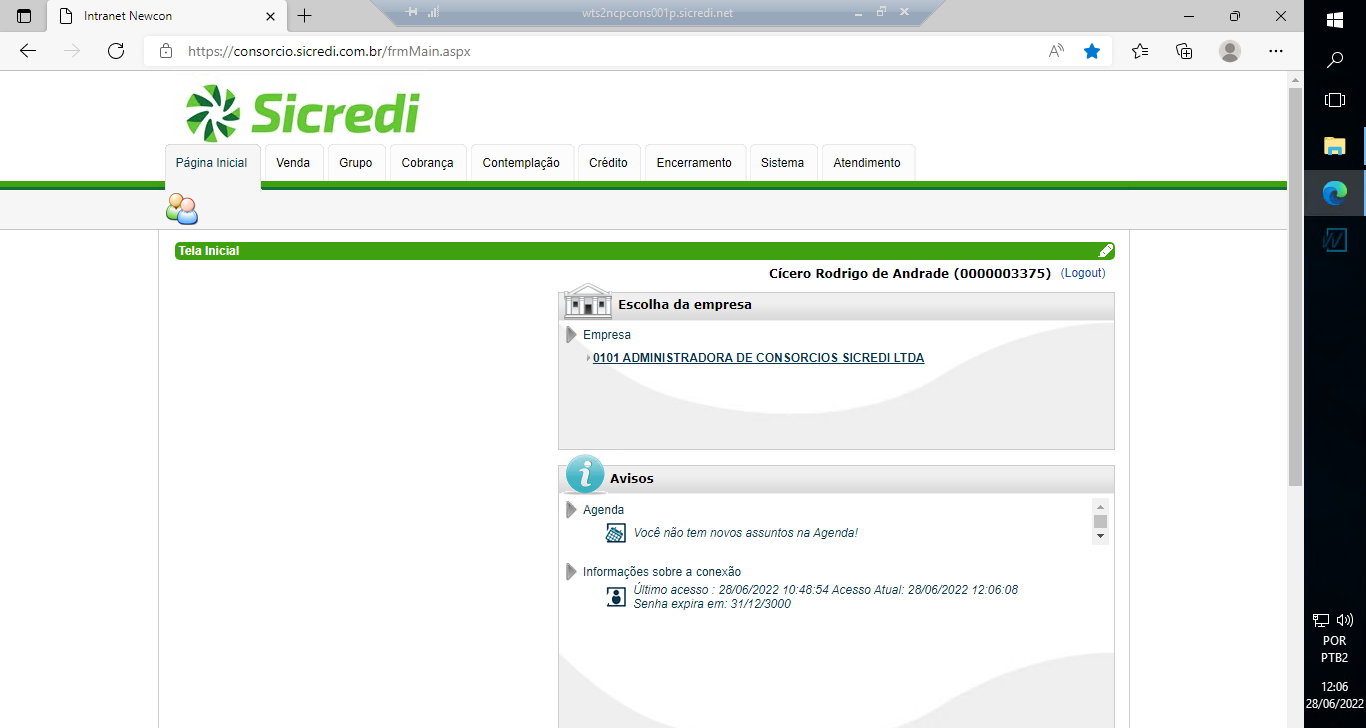 Intranet Newcon
wts2ncpcons001p.sicredi.net
https://consorcio.sicredi.com.br/frmMain.aspx
Sicredi
Página Inicial
Venda
Grupo
Cobrança
Contemplação
Crédito
Encerramento
Sistema
Atendimento
Tela Inicial
Cícero Rodrigo de Andrade (0000003375) (Logout)
Escolha da empresa
Empresa
0101 ADMINISTRADORA DE CONSORCIOS SICREDI LTDA
Avisos
Agenda
Você não tem novos assuntos na Agenda!
Informações sobre a conexão
Último acesso : 28/06/2022 10:48:54 Acesso Atual: 28/06/2022 12:06:08
Senha expira em: 31/12/3000
POR
PTB2
12:06
28/06/2022